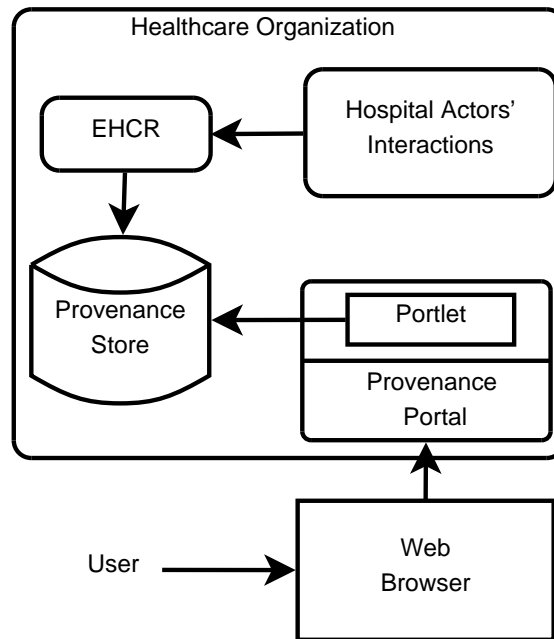 Healthcare Organization
EHCR
Hospital Actors'
Interactions
Provenance
Store
Portlet
Provenance
Portal
User
Web
Browser